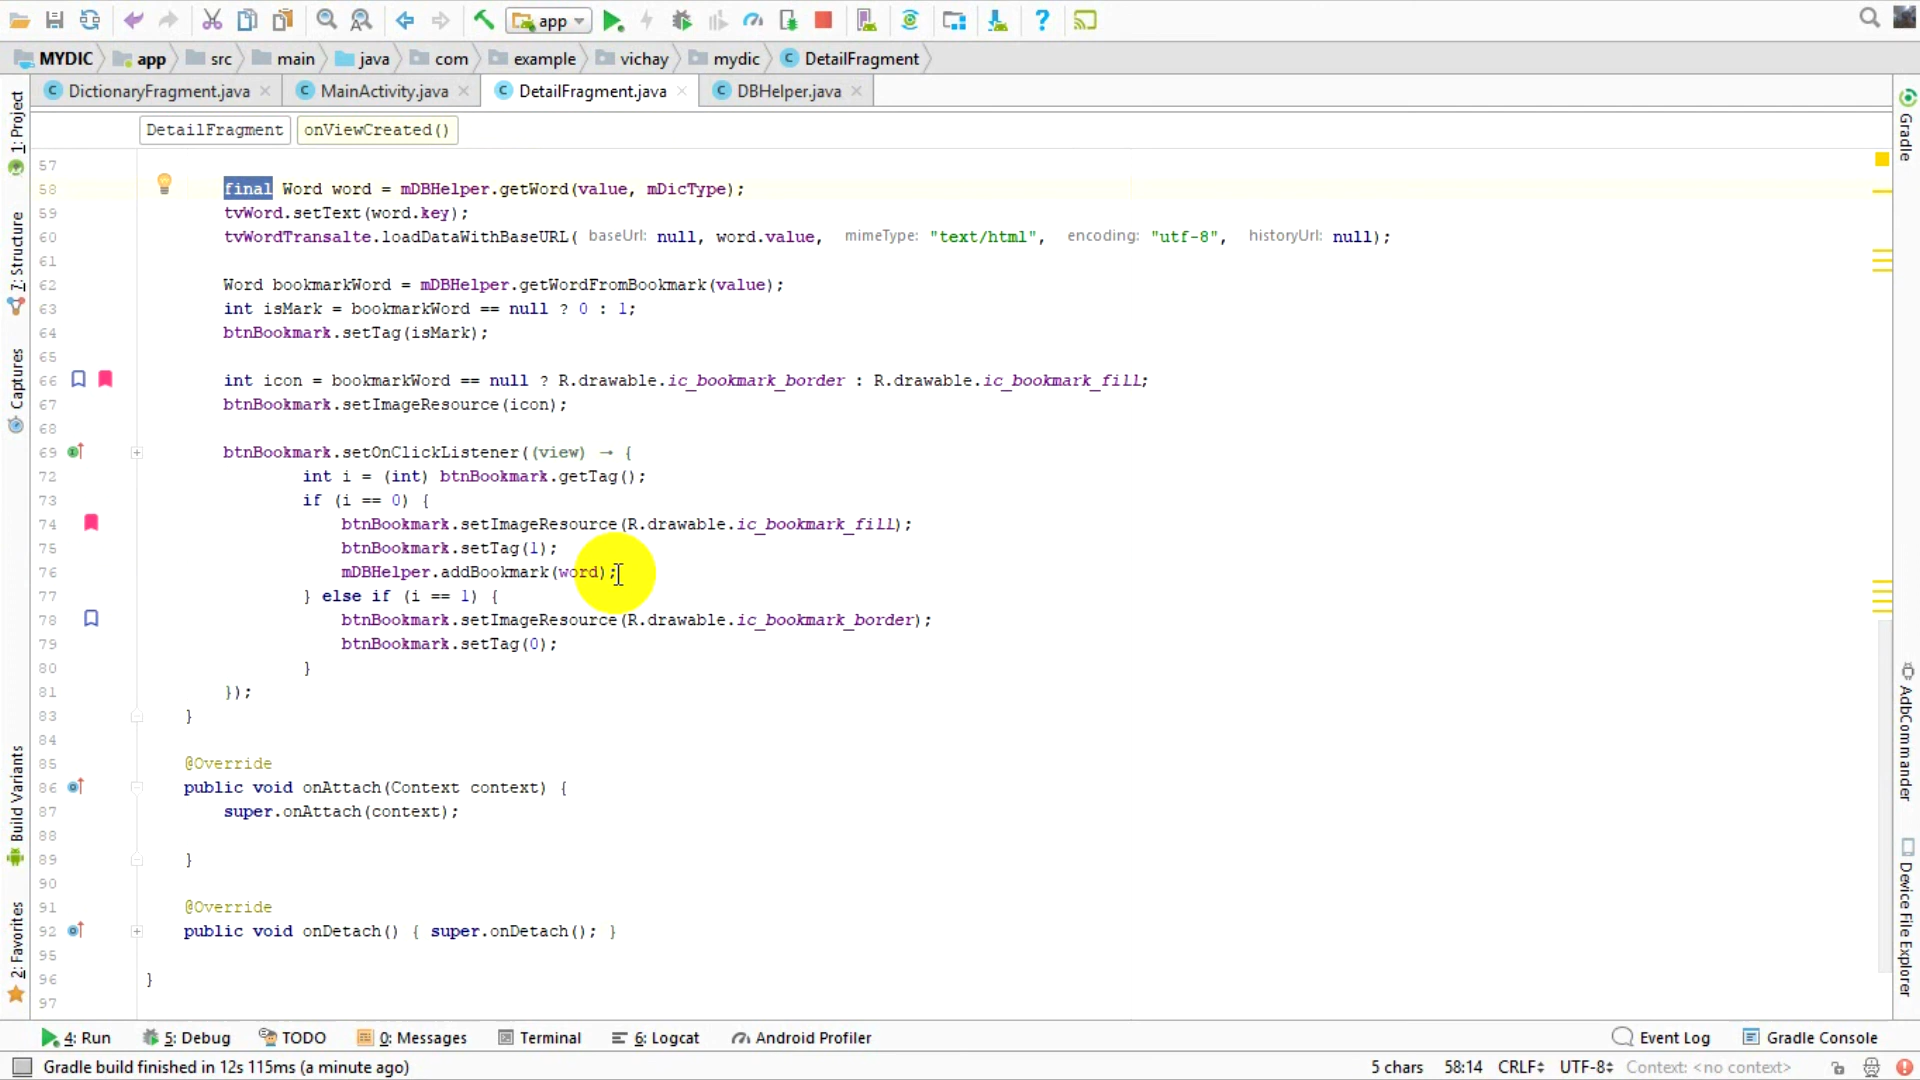 app
MYDIC app src main java com example vichay mydic DetailFragment
DictionaryFragment.java MainActivity.java DetailFragment.java DBHelper.java
DetailFragment onViewCreated()
1: Project
7: Structure
Captures
Build Variants
2: Favorites
57
58 final Word word = mDBHelper.getWord(value, mDicType);
59 tvWord.setText(word.key);
60 tvWordTransalte.loadDataWithBaseURL( baseUrl: null, word.value, mimeType: "text/html", encoding: "utf-8", historyUrl: null);
61
62 Word bookmarkWord = mDBHelper.getWordFromBookmark(value);
63 int isMark = bookmarkWord == null ? 0 : 1;
64 btnBookmark.setTag(isMark);
65
66 int icon = bookmarkWord == null ? R.drawable.ic_bookmark_border : R.drawable.ic_bookmark_fill;
67 btnBookmark.setImageResource(icon);
68
69 btnBookmark.setOnClickListener((view) → {
72 int i = (int) btnBookmark.getTag();
73 if (i == 0) {
74 btnBookmark.setImageResource(R.drawable.ic_bookmark_fill);
75 btnBookmark.setTag(1);
76 mDBHelper.addBookmark(word);
77 } else if (i == 1) {
78 btnBookmark.setImageResource(R.drawable.ic_bookmark_border);
79 btnBookmark.setTag(0);
80 }
81 });
83 }
84
85 @Override
86 public void onAttach(Context context) {
87 super.onAttach(context);
88
89 }
90
91 @Override
92 public void onDetach() { super.onDetach(); }
95
96 }
97
Gradle
AdbCommander
Device File Explorer
4: Run 5: Debug TODO 0: Messages Terminal 6: Logcat Android Profiler Event Log Gradle Console
Gradle build finished in 12s 115ms (a minute ago) 5 chars 58:14 CRLF UTF-8 Context: <no context>